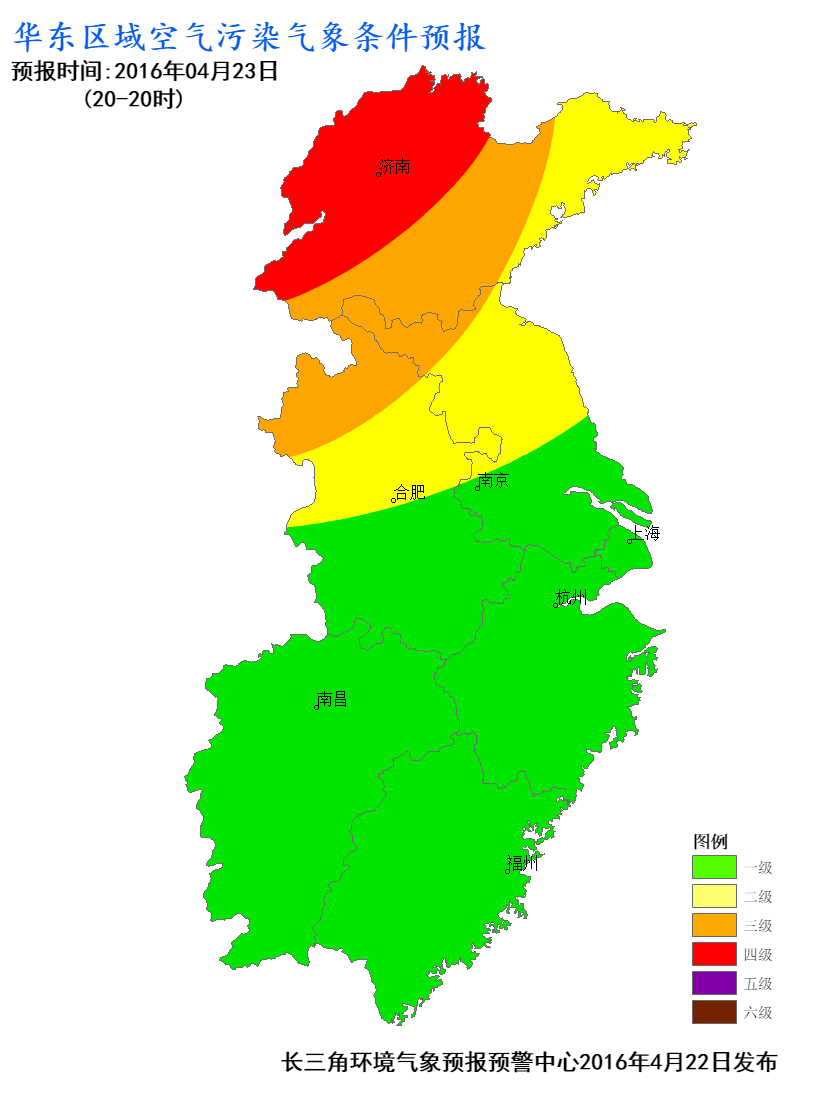 华东区域空气污染气象条件预报
预报时间:2016年04月23日
(20-20时)
济南
合肥
南京
上海
杭州
南昌
福州
图例
一级
二级
三级
四级
五级
六级
长三角环境气象预报预警中心2016年4月22日发布